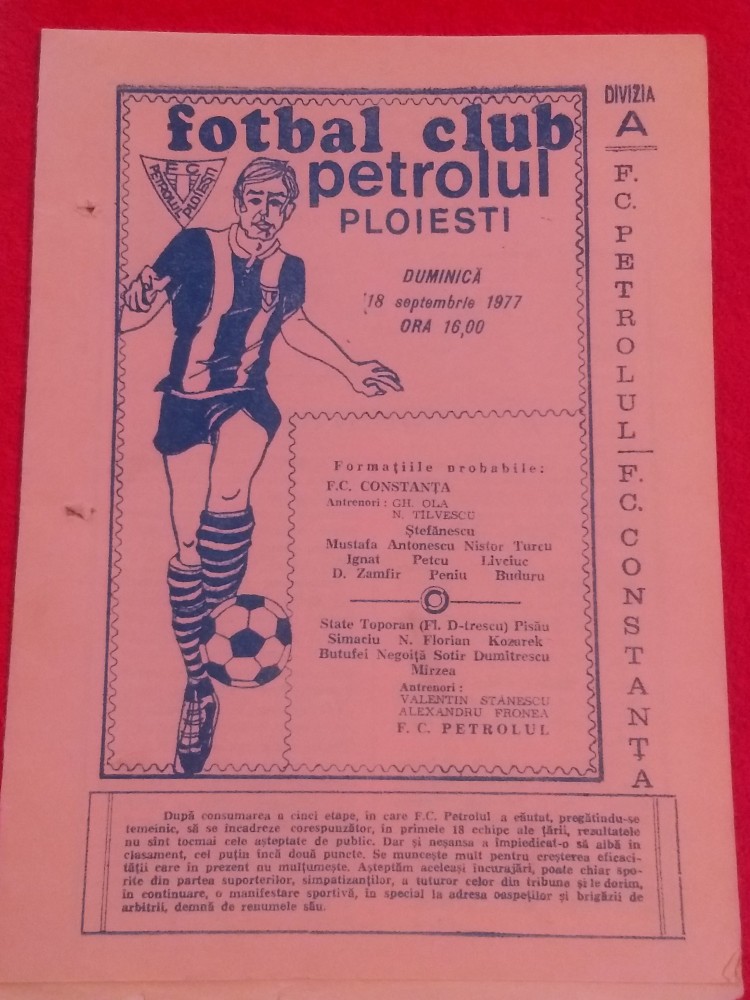 fotbal club
petrolul
PLOIESTI
F C
PETROLUL PLOIESTI
DUMINICĂ
18 septembrie 1977
ORA 16,00
DIVIZIA
A
F.C. PETROLUL
F.C. CONSTANȚA
Formațiile probabile:
F.C. CONSTANȚA
Antrenori: GH. OLA
N. TÎLVESCU
Ștefănescu
Mustafa Antonescu Nistor Turcu
Ignat Petcu Livciuc
D. Zamfir Peniu Buduru
State Toporan (Fl. D-trescu) Pisău
Simaciu N. Florian Kozarek
Butufei Negoiță Sotir Dumitrescu
Mirzea
Antrenori:
VALENTIN STĂNESCU
ALEXANDRU FRONEA
F. C. PETROLUL
După consumarea a cinci etape, în care F.C. Petrolul a căutat, pregătindu-se
temeinic, să se încadreze corespunzător, în primele 18 echipe ale țării, rezultatele
nu sînt tocmai cele așteptate de public. Dar și neșansa a împiedicat-o să aibă în
clasament, cel puțin încă două puncte. Se muncește mult pentru creșterea eficaci-
tății care în prezent nu mulțumește. Așteptăm aceleași încurajări, poate chiar spo-
rite din partea suporterilor, simpatizanților, a tuturor celor din tribune și le dorim,
în continuare, o manifestare sportivă, în special la adresa oaspeților și brigăzii de
arbitrii, demnă de renumele său.